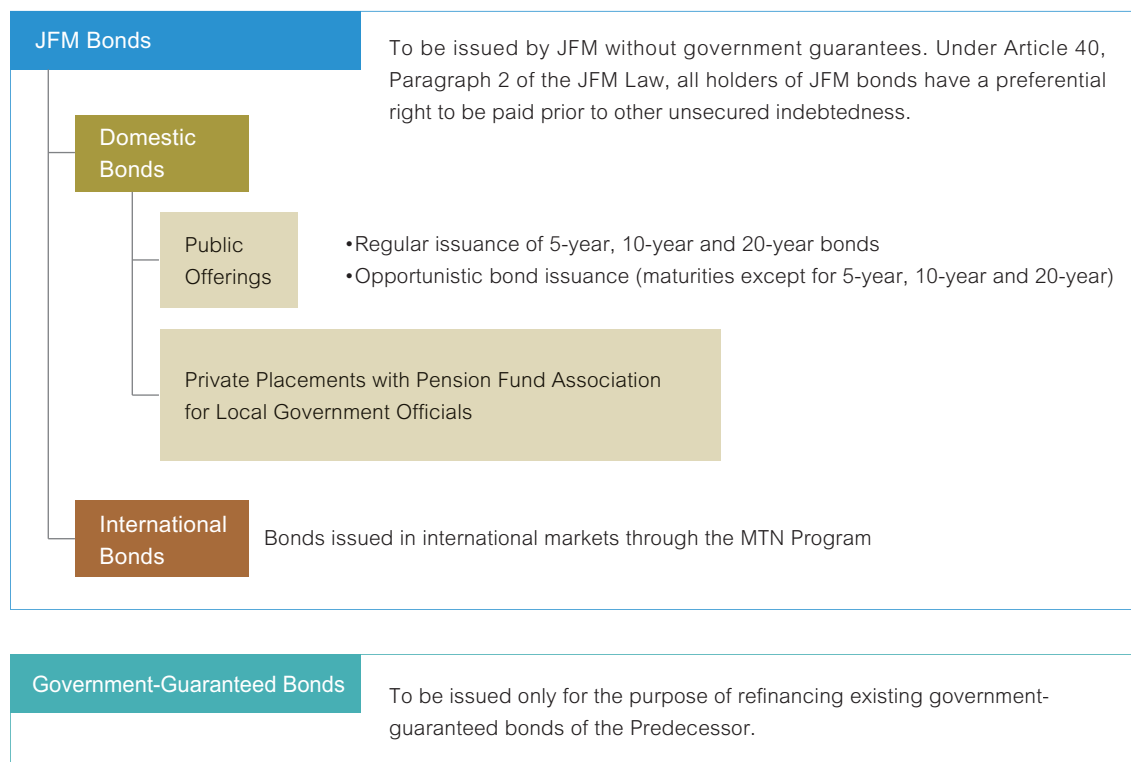 JFM Bonds
To be issued by JFM without government guarantees. Under Article 40,
Paragraph 2 of the JFM Law, all holders of JFM bonds have a preferential
right to be paid prior to other unsecured indebtedness.
Domestic
Bonds
Public
Offerings
•Regular issuance of 5-year, 10-year and 20-year bonds
•Opportunistic bond issuance (maturities except for 5-year, 10-year and 20-year)
Private Placements with Pension Fund Association
for Local Government Officials
International
Bonds
Bonds issued in international markets through the MTN Program
Government-Guaranteed Bonds
To be issued only for the purpose of refinancing existing government-
guaranteed bonds of the Predecessor.